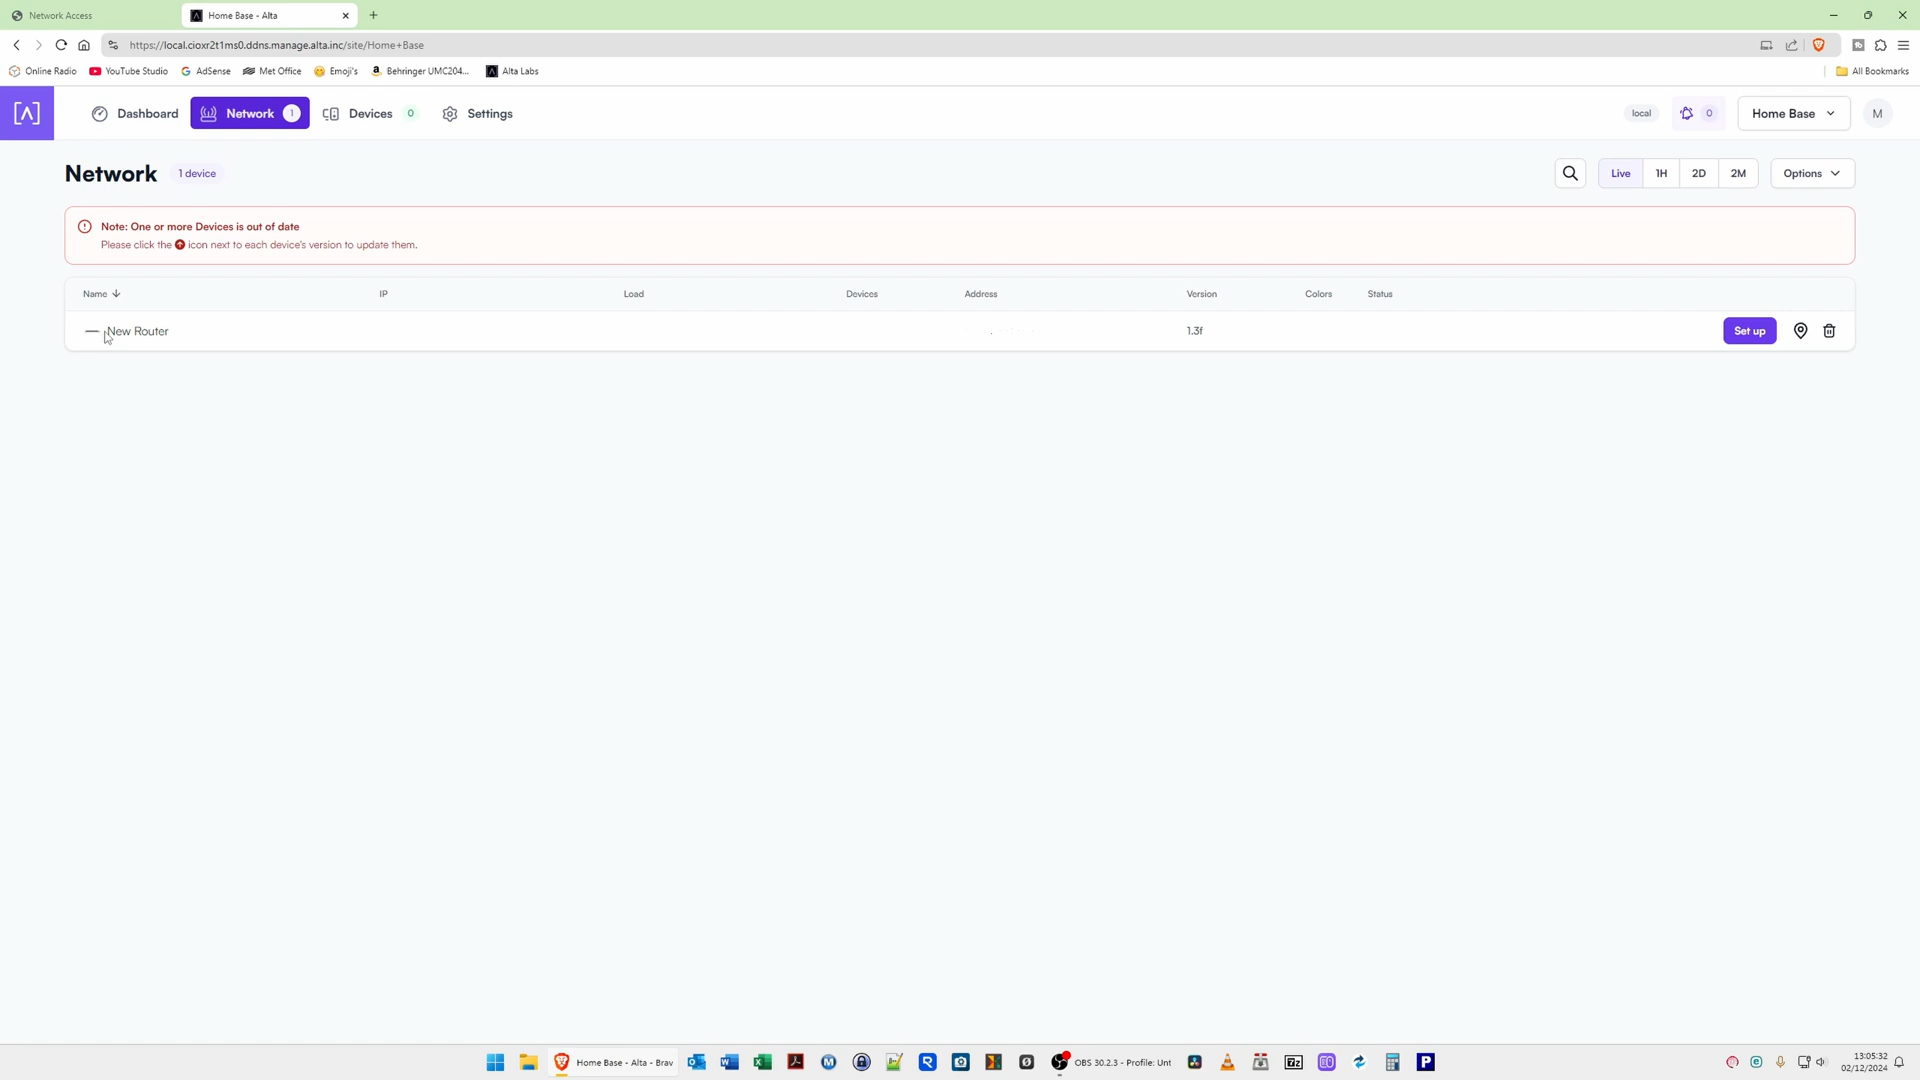 Network Access
Home Base - Alta
https://local.cioxr2t1ms0.ddns.manage.alta.inc/site/Home+Base
Online Radio
YouTube Studio
AdSense
Met Office
Emoji's
Behringer UMC204...
Alta Labs
All Bookmarks
Dashboard
Network 1
Devices 0
Settings
local
0
Home Base
M
Network 1 device
Live 1H 2D 2M
Options
Note: One or more Devices is out of date
Please click the icon next to each device's version to update them.
Name IP Load Devices Address Version Colors Status
New Router 1.3f Set up
Home Base - Alta - Brav
OBS 30.2.3 - Profile: Unt
13:05:32
02/12/2024